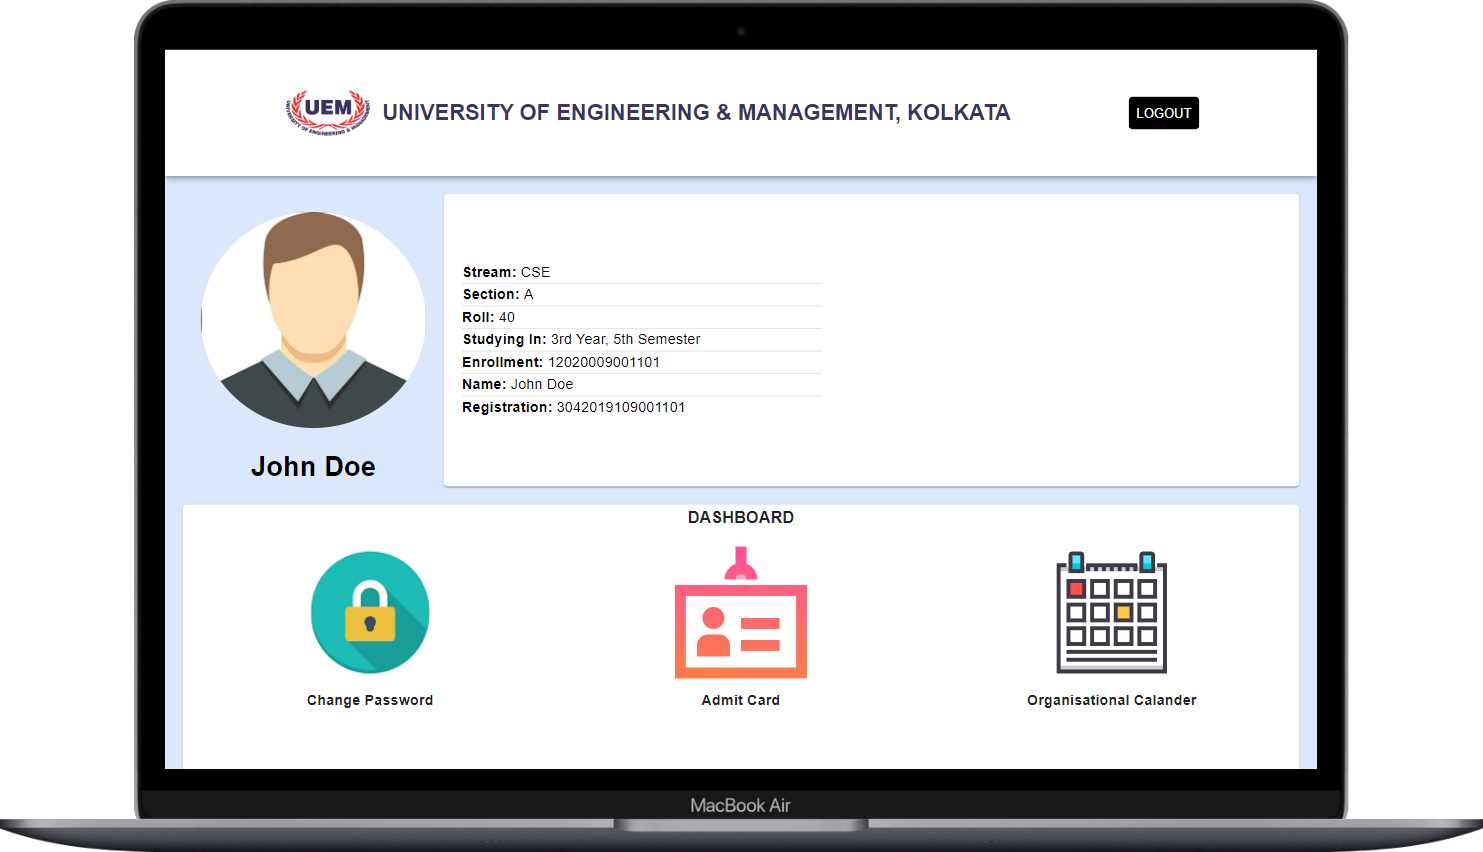 UEM
UNIVERSITY OF ENGINEERING & MANAGEMENT
UNIVERSITY OF ENGINEERING & MANAGEMENT, KOLKATA
LOGOUT
Stream: CSE
Section: A
Roll: 40
Studying In: 3rd Year, 5th Semester
Enrollment: 12020009001101
Name: John Doe
Registration: 3042019109001101
John Doe
DASHBOARD
Change Password
Admit Card
Organisational Calander
MacBook Air